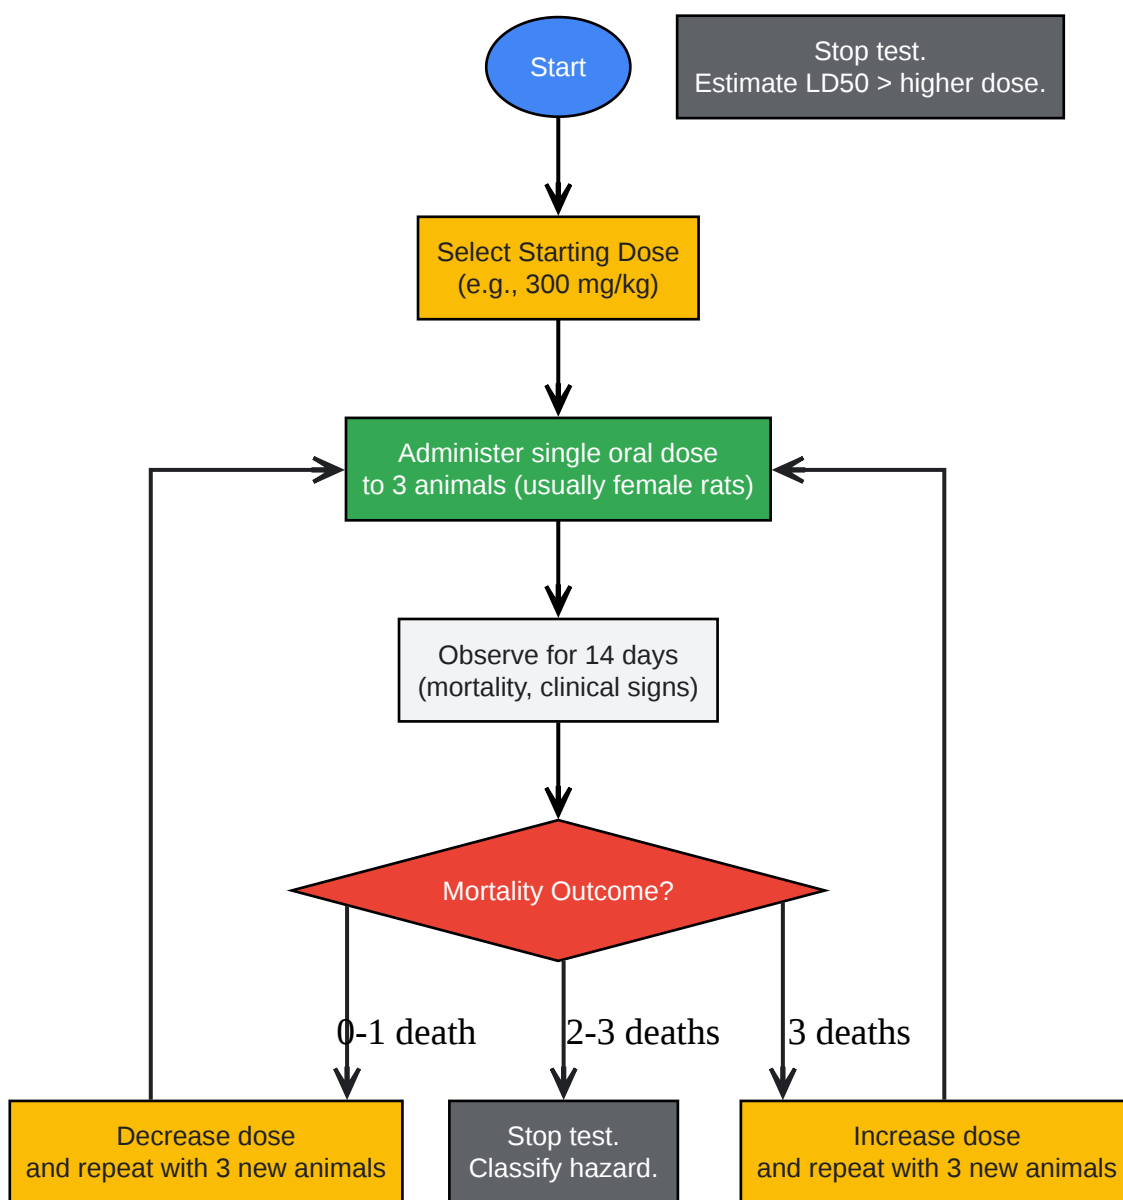 Start
Stop test.
Estimate LD50 > higher dose.
Select Starting Dose
(e.g., 300 mg/kg)
Administer single oral dose
to 3 animals (usually female rats)
Observe for 14 days
(mortality, clinical signs)
Mortality Outcome?
0-1 death
2-3 deaths
3 deaths
Decrease dose
and repeat with 3 new animals
Stop test.
Classify hazard.
Increase dose
and repeat with 3 new animals